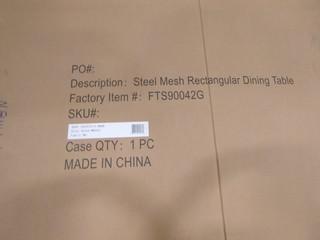 PO#:
Description: Steel Mesh Rectangular Dining Table
Factory Item #: FTS90042G
SKU#:
Case QTY: 1 PC
MADE IN CHINA